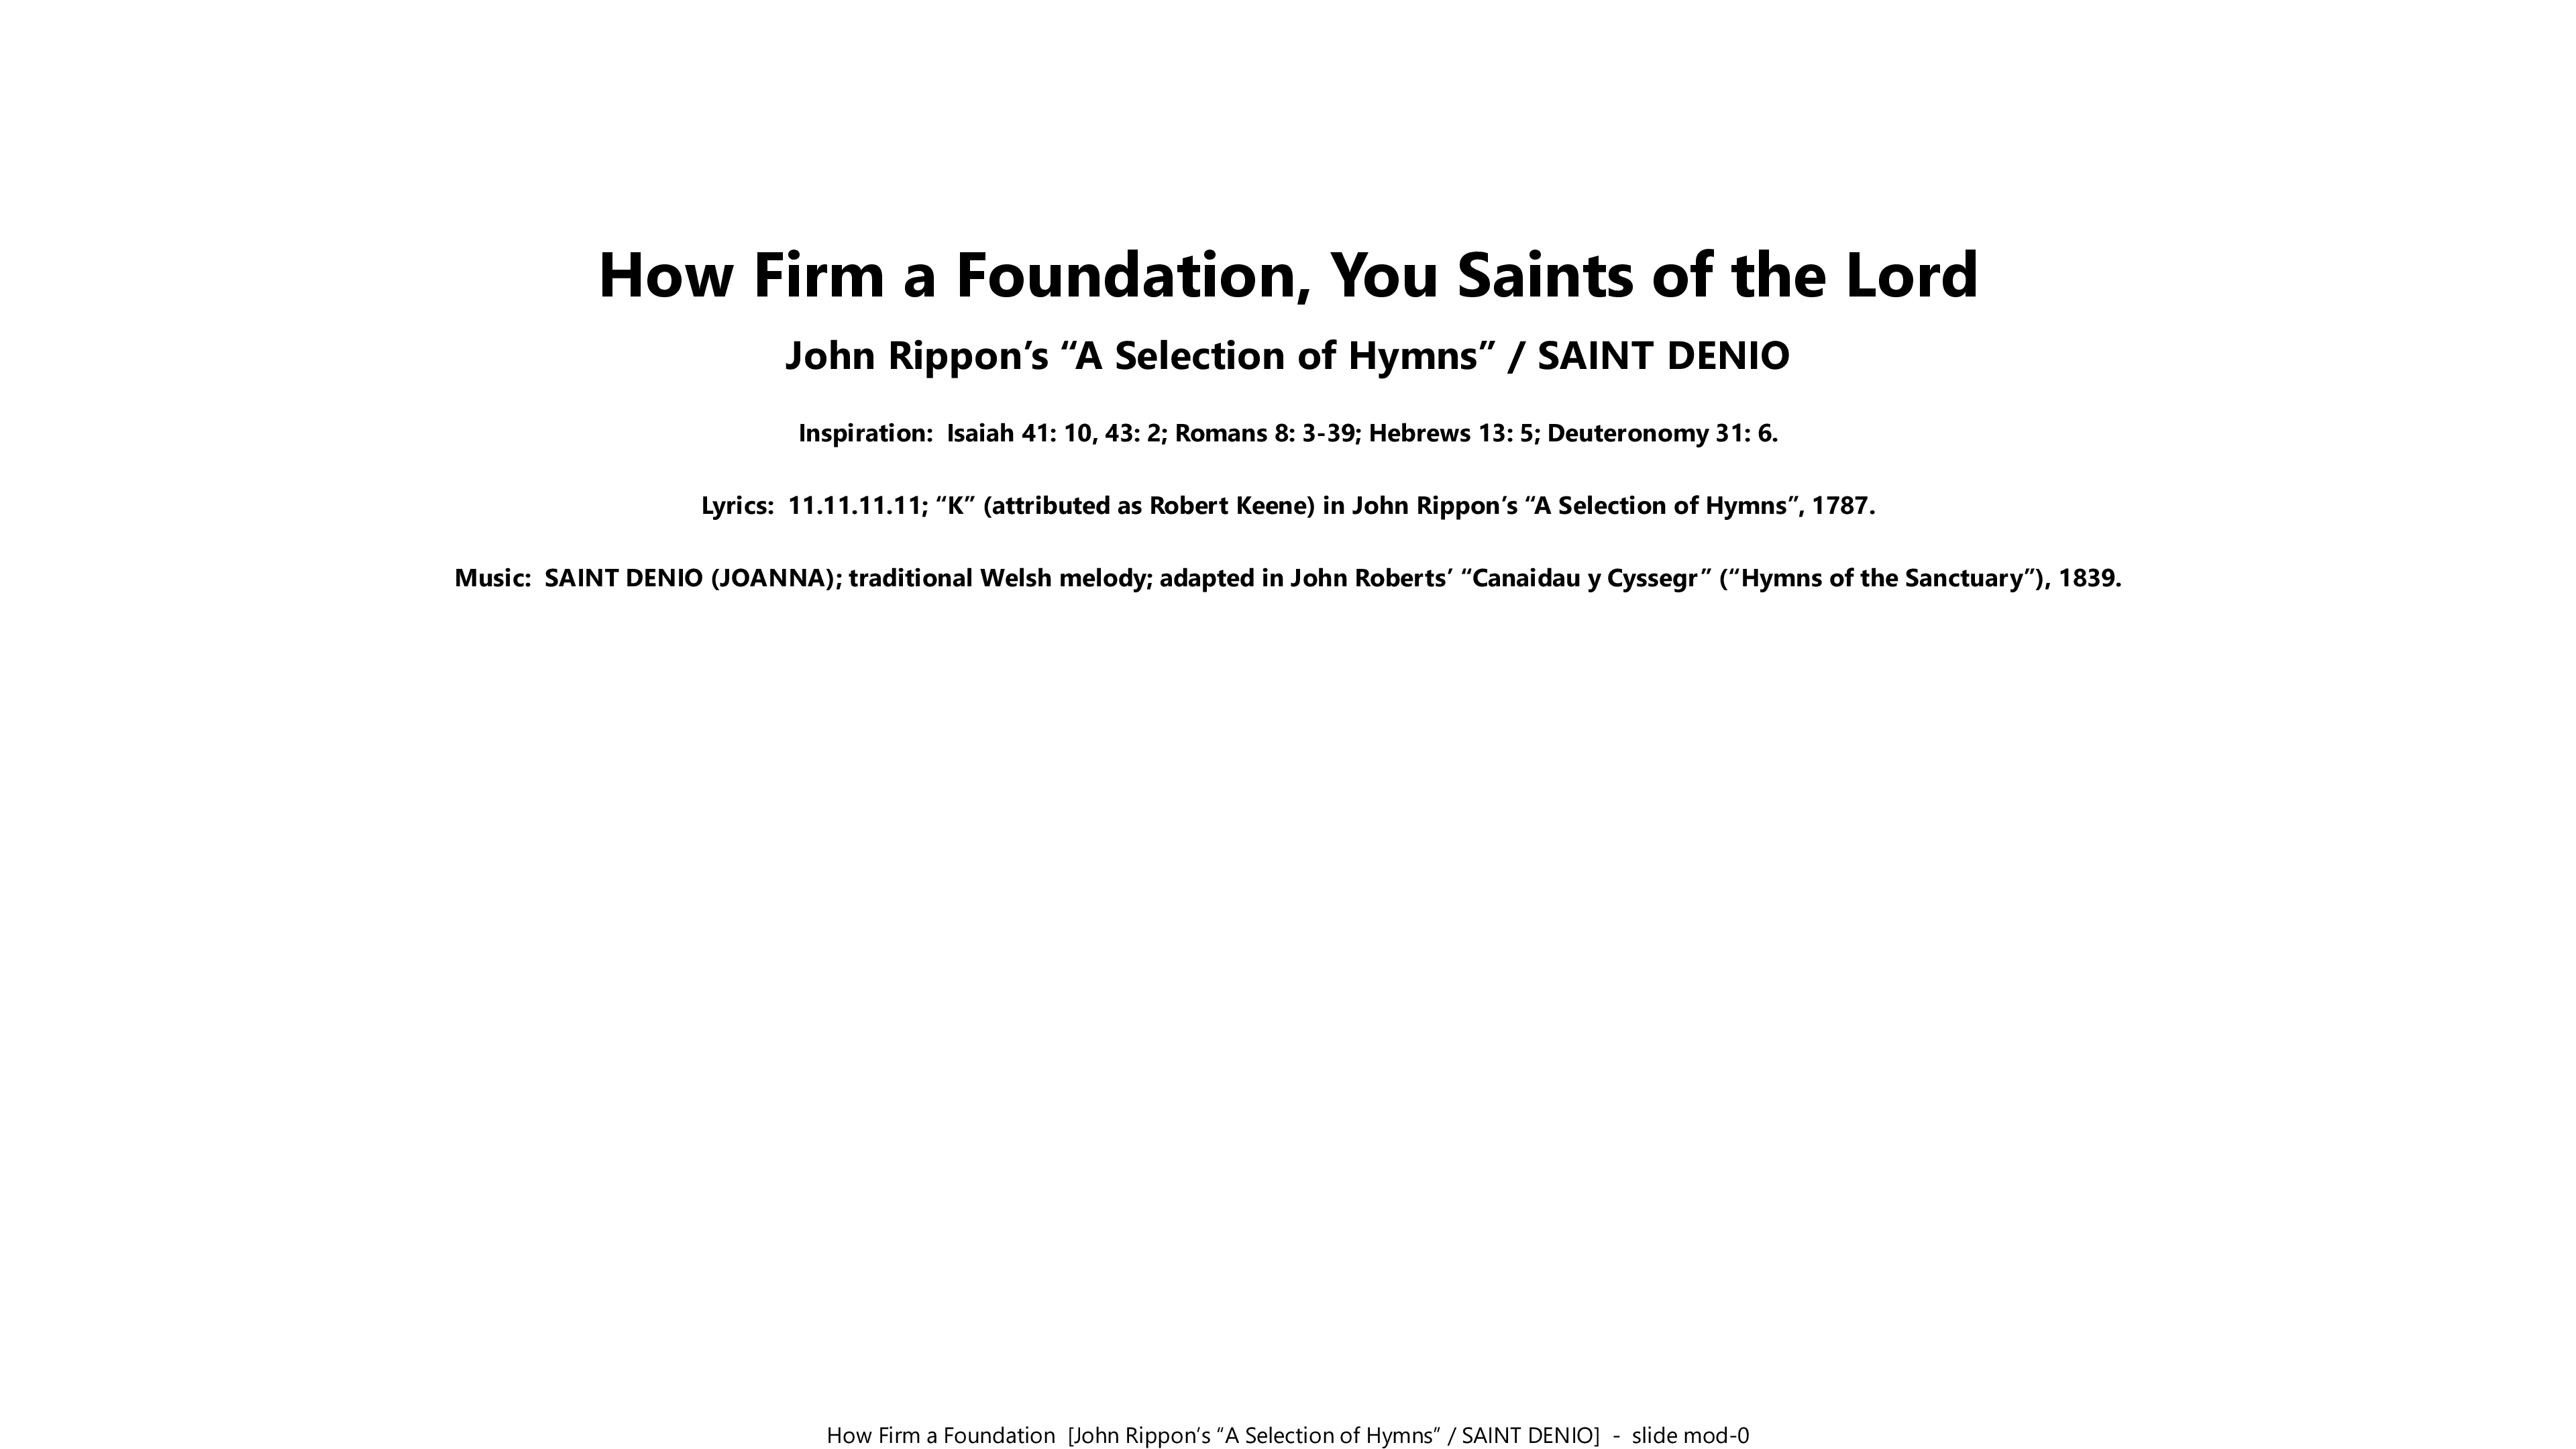 How Firm a Foundation, You Saints of the Lord
John Rippon’s “A Selection of Hymns” / SAINT DENIO
Inspiration:  Isaiah 41: 10, 43: 2; Romans 8: 3-39; Hebrews 13: 5; Deuteronomy 31: 6.
Lyrics:  11.11.11.11; “K” (attributed as Robert Keene) in John Rippon’s “A Selection of Hymns”, 1787.
Music:  SAINT DENIO (JOANNA); traditional Welsh melody; adapted in John Roberts’ “Canaidau y Cyssegr” (“Hymns of the Sanctuary”), 1839.
How Firm a Foundation  [John Rippon’s “A Selection of Hymns” / SAINT DENIO]  -  slide mod-0